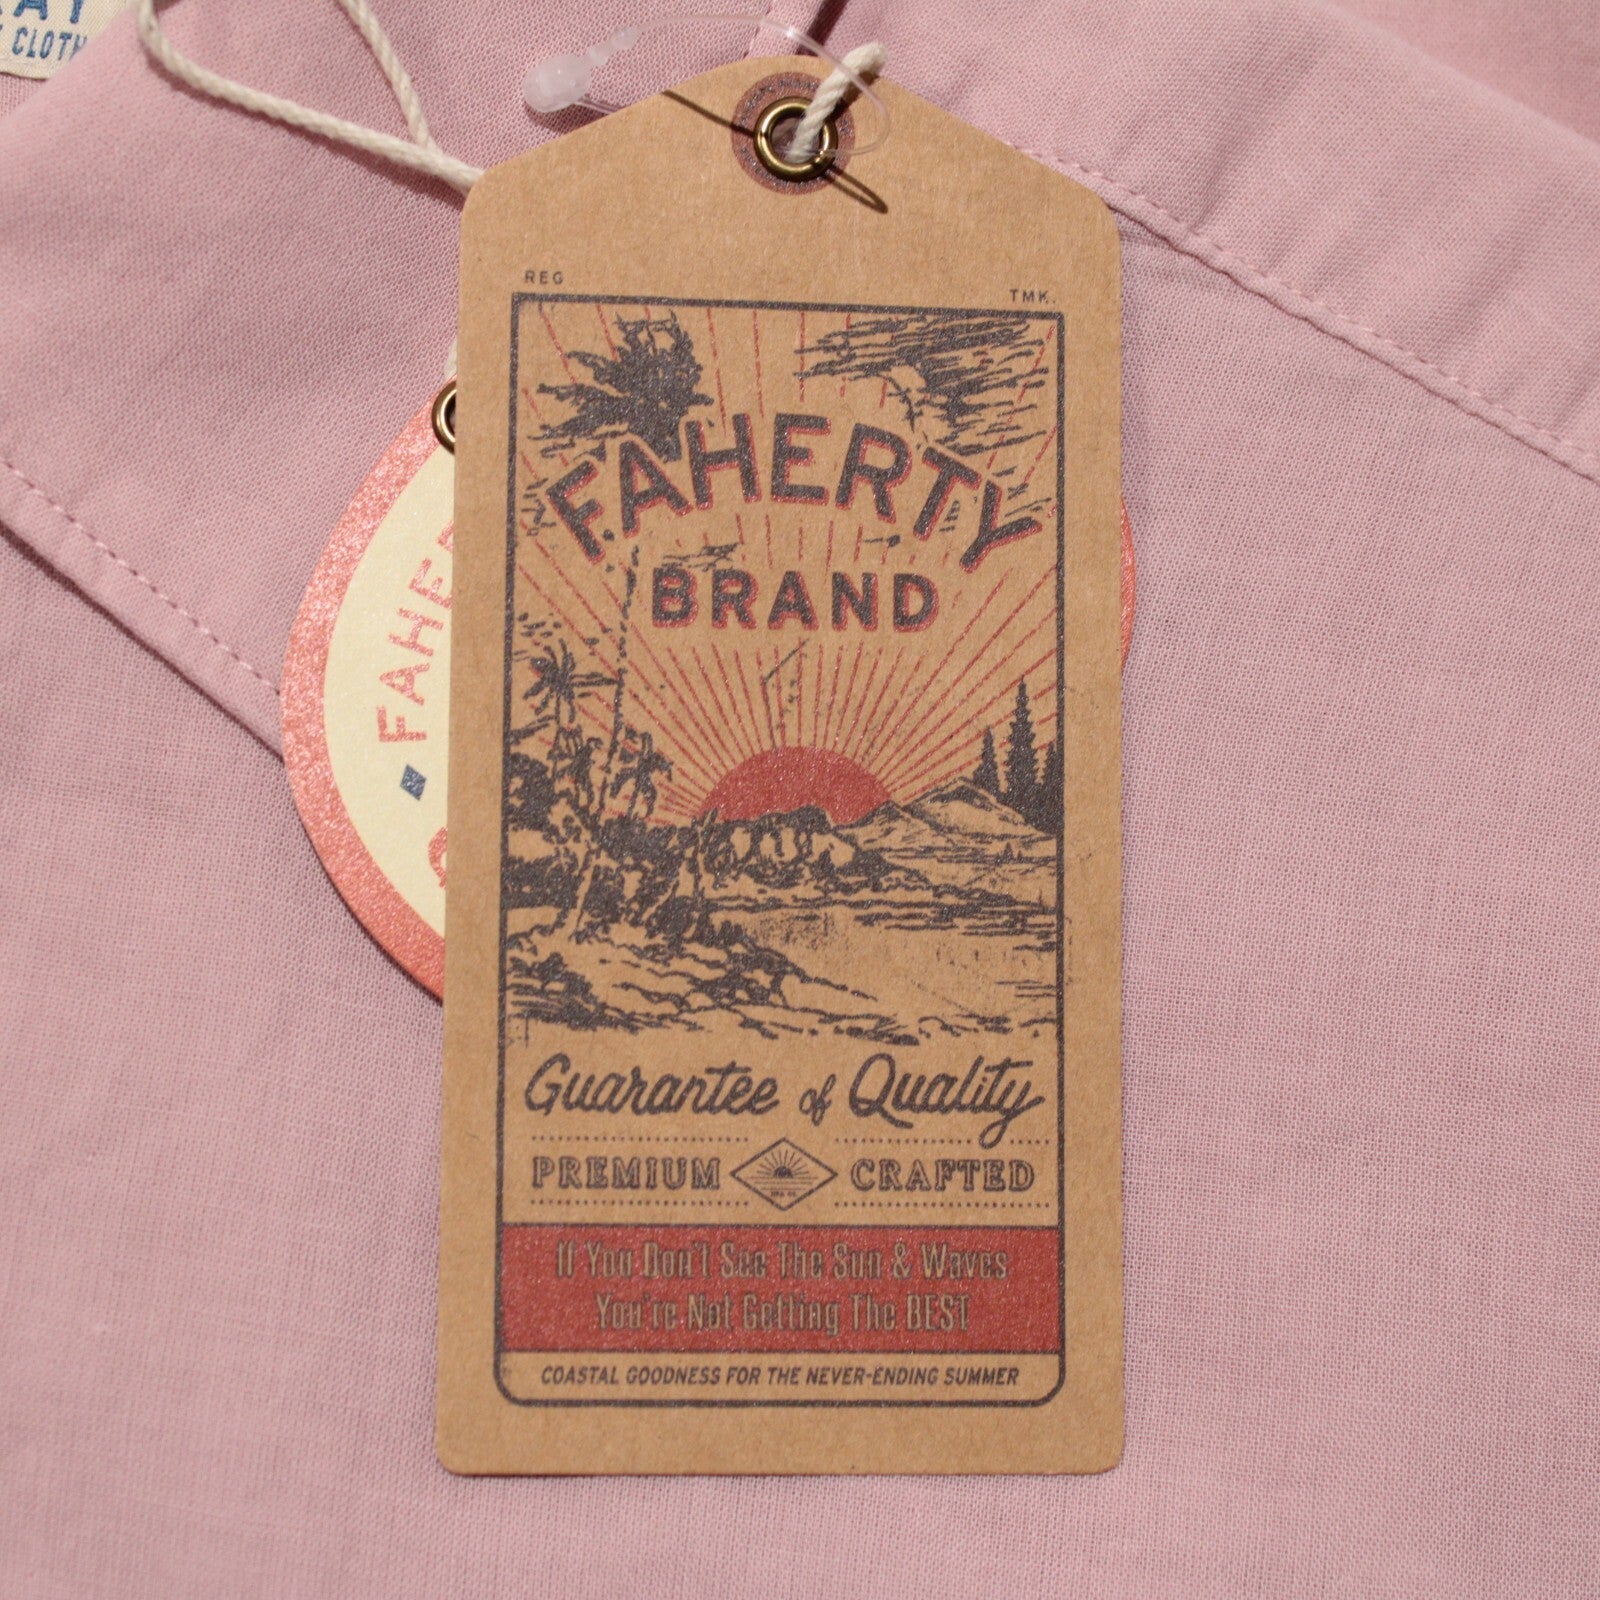 AY
CLOTH
REG TMK.
FAHERTY
BRAND
FAHE
Guarantee of Quality
PREMIUM CRAFTED
If You Don't See The Sun & Waves
You're Not Getting The BEST
COASTAL GOODNESS FOR THE NEVER-ENDING SUMMER